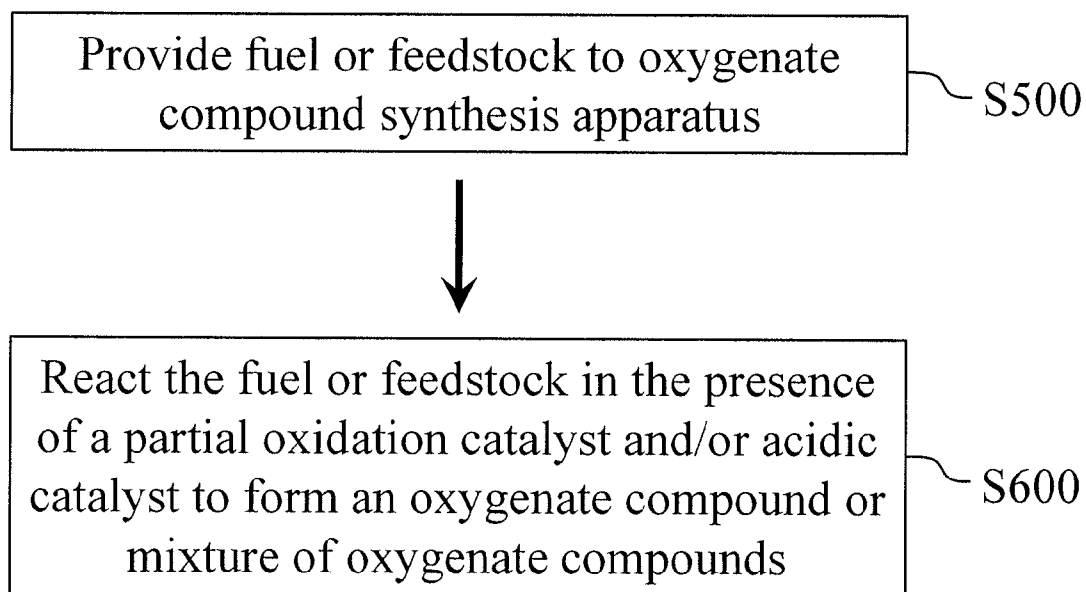 Provide fuel or feedstock to oxygenate
compound synthesis apparatus
S500
React the fuel or feedstock in the presence
of a partial oxidation catalyst and/or acidic
catalyst to form an oxygenate compound or
mixture of oxygenate compounds
S600